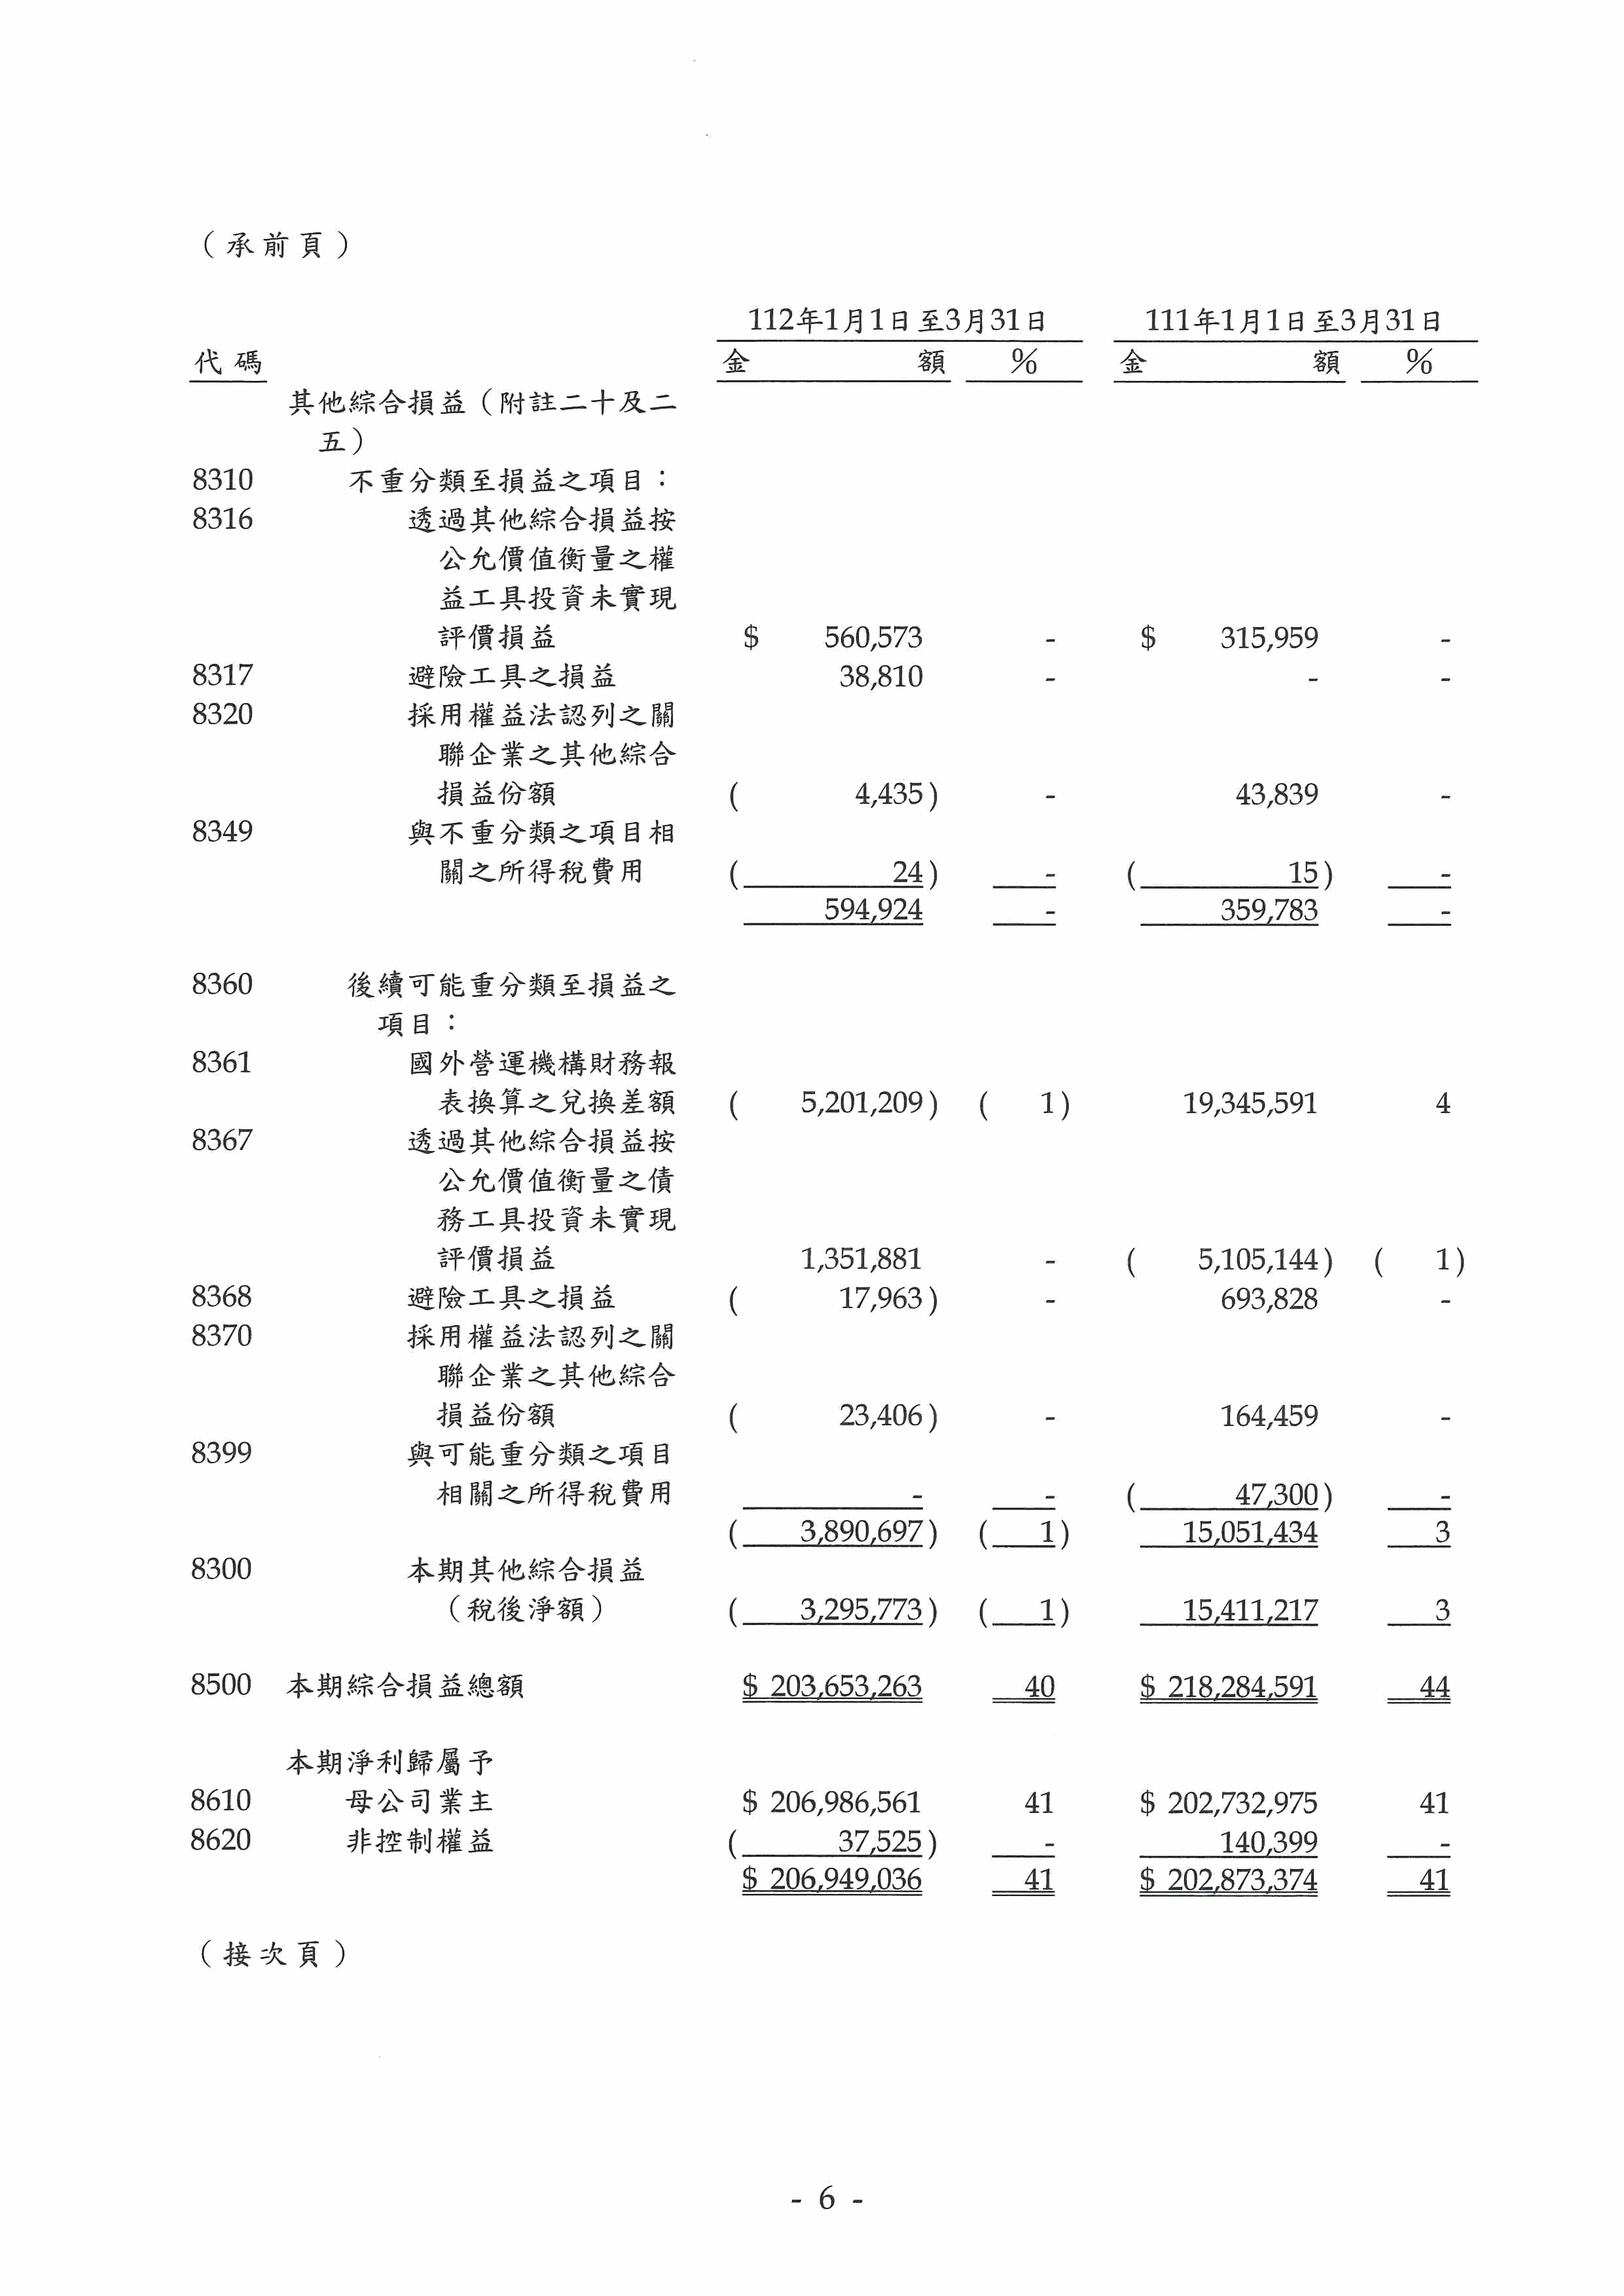 （承前頁）
112年1月1日至3月31日 111年1月1日至3月31日
代碼 金額 % 金額 %
其他綜合損益（附註二十及二
五）
8310 不重分類至損益之項目：
8316 透過其他綜合損益按
公允價值衡量之權
益工具投資未實現
評價損益 $ 560,573 - $ 315,959 -
8317 避險工具之損益 38,810 - - -
8320 採用權益法認列之關
聯企業之其他綜合
損益份額 ( 4,435) - 43,839 -
8349 與不重分類之項目相
關之所得稅費用 ( 24) - ( 15) -
594,924 - 359,783 -
8360 後續可能重分類至損益之
項目：
8361 國外營運機構財務報
表換算之兌換差額 ( 5,201,209) ( 1) 19,345,591 4
8367 透過其他綜合損益按
公允價值衡量之債
務工具投資未實現
評價損益 1,351,881 - ( 5,105,144) ( 1)
8368 避險工具之損益 ( 17,963) - 693,828 -
8370 採用權益法認列之關
聯企業之其他綜合
損益份額 ( 23,406) - 164,459 -
8399 與可能重分類之項目
相關之所得稅費用 - - ( 47,300) -
( 3,890,697) ( 1) 15,051,434 3
8300 本期其他綜合損益
（稅後淨額） ( 3,295,773) ( 1) 15,411,217 3
8500 本期綜合損益總額 $ 203,653,263 40 $ 218,284,591 44
本期淨利歸屬予
8610 母公司業主 $ 206,986,561 41 $ 202,732,975 41
8620 非控制權益 ( 37,525) - 140,399 -
$ 206,949,036 41 $ 202,873,374 41
（接次頁）
- 6 -